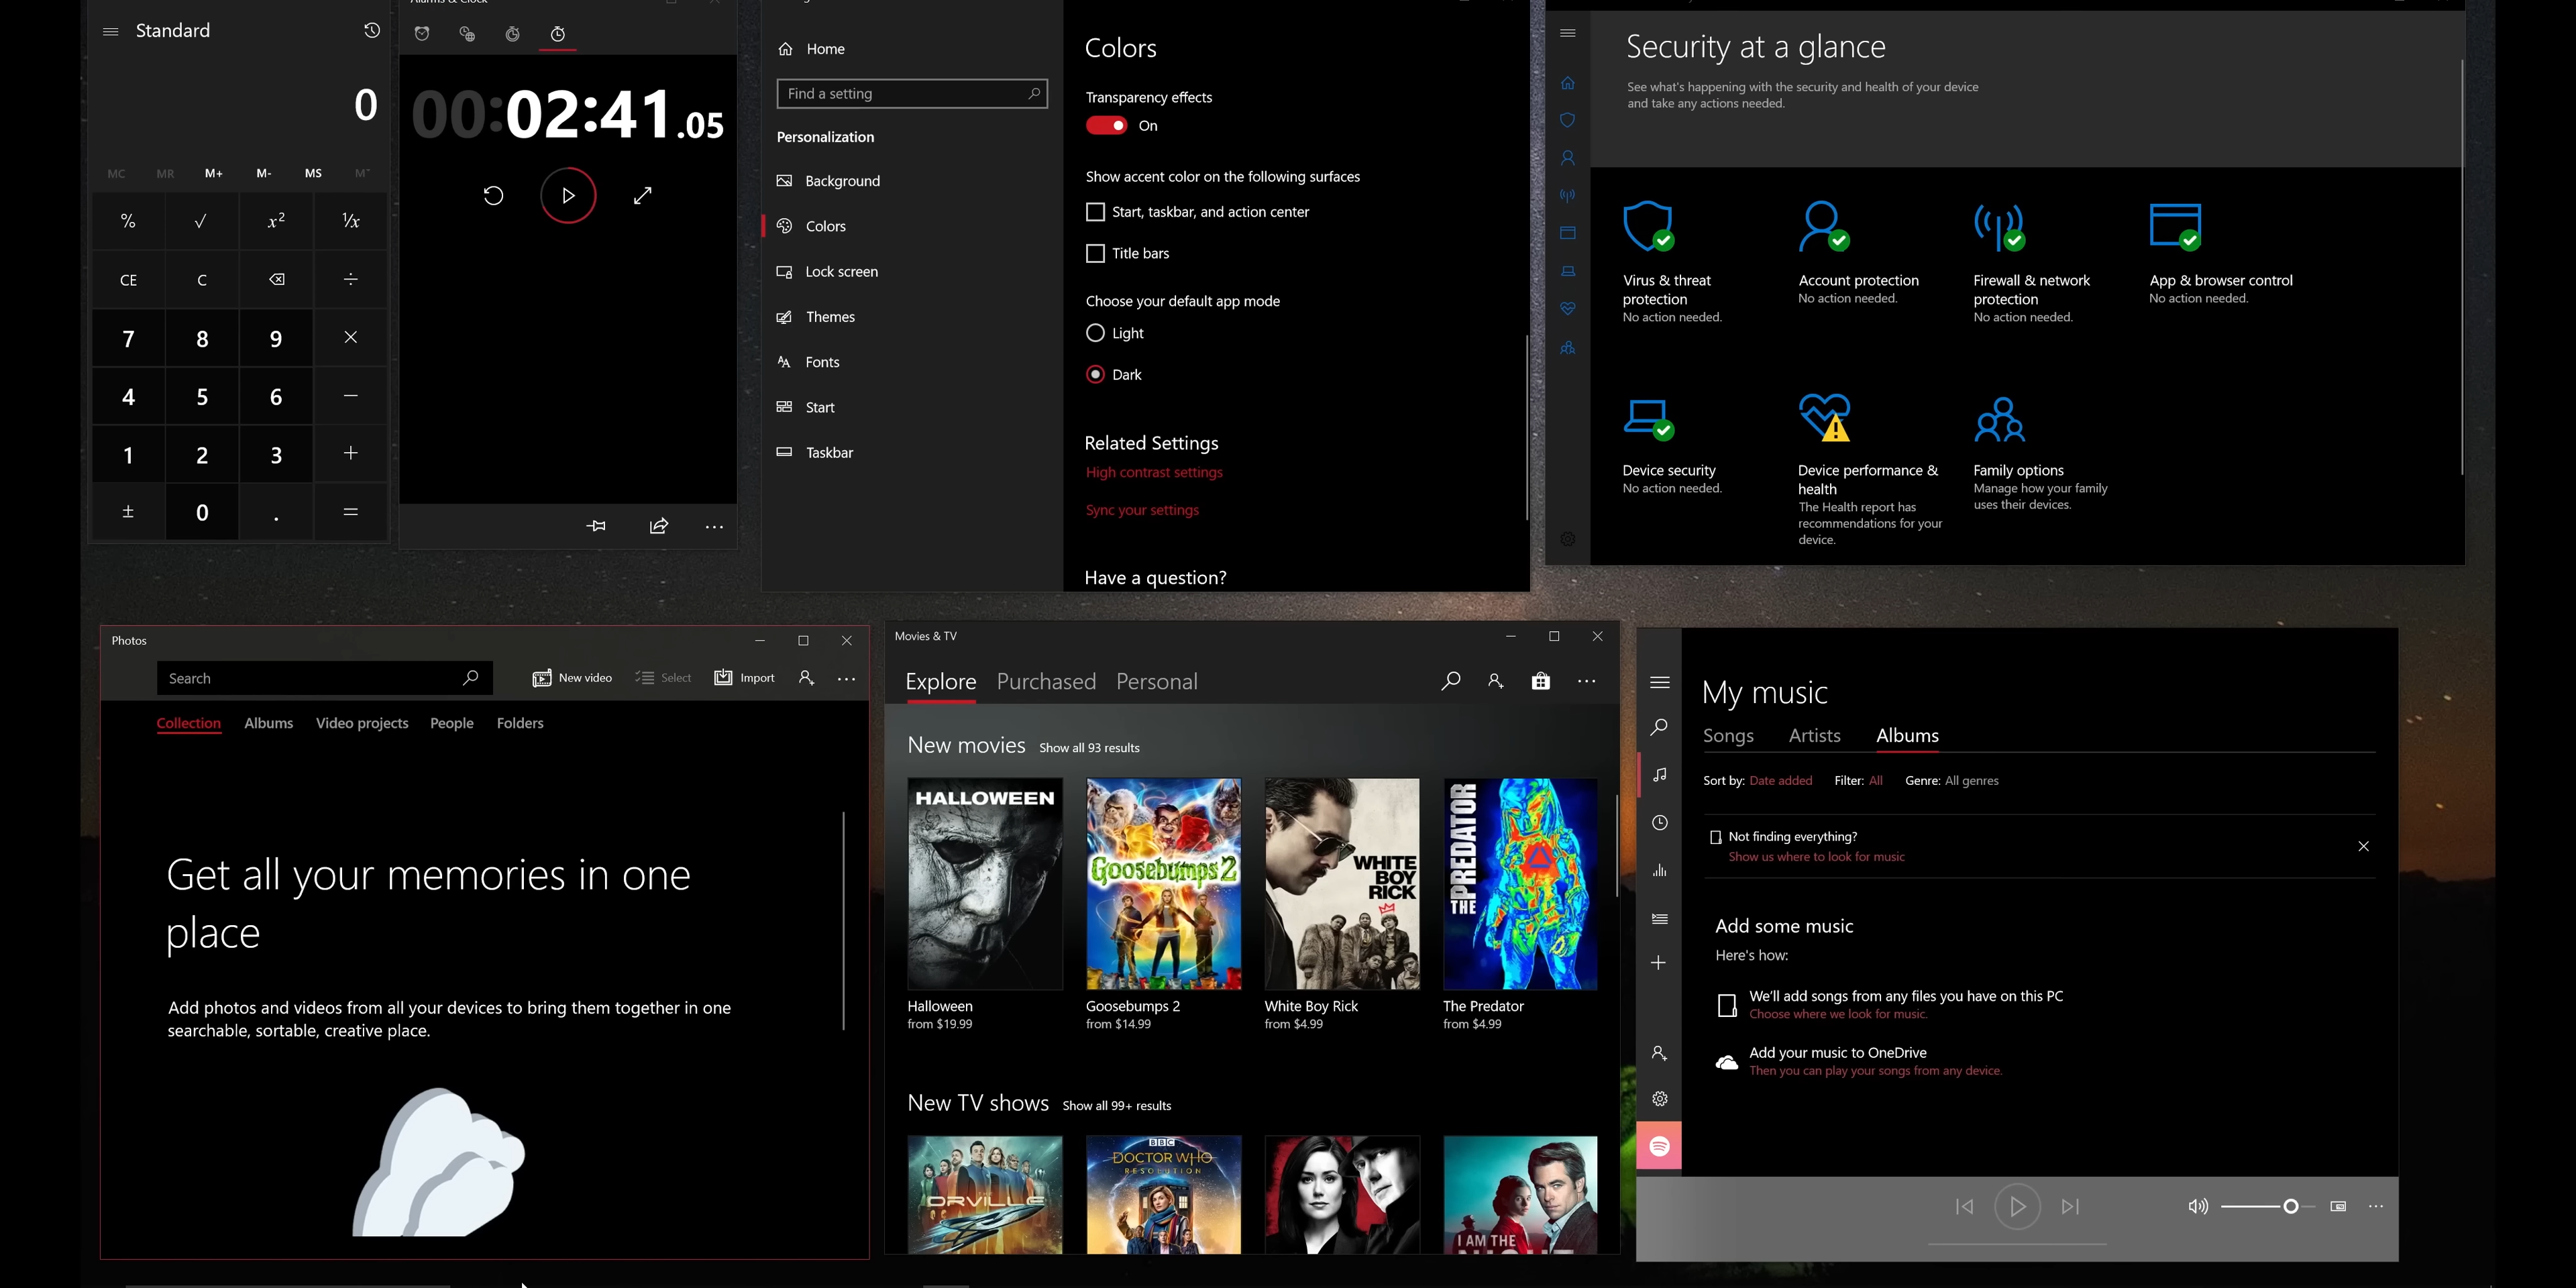 Standard
0
MC MR M+ M- MS M˅
% √ x² ¹/x
CE C ÷
7 8 9 ×
4 5 6 −
1 2 3 +
± 0 . =
Alarms & Clock
00:02:41.05
Home
Find a setting
Personalization
Background
Colors
Lock screen
Themes
Fonts
Start
Taskbar
Colors
Transparency effects
On
Show accent color on the following surfaces
Start, taskbar, and action center
Title bars
Choose your default app mode
Light
Dark
Related Settings
High contrast settings
Sync your settings
Have a question?
Security at a glance
See what's happening with the security and health of your device
and take any actions needed.
Virus & threat
protection
No action needed.
Account protection
No action needed.
Firewall & network
protection
No action needed.
App & browser control
No action needed.
Device security
No action needed.
Device performance &
health
The Health report has
recommendations for your
device.
Family options
Manage how your family
uses their devices.
Photos
Search
New video Select Import
Collection Albums Video projects People Folders
Get all your memories in one
place
Add photos and videos from all your devices to bring them together in one
searchable, sortable, creative place.
Movies & TV
Explore Purchased Personal
New movies Show all 93 results
HALLOWEEN
Goosebumps 2
WHITE
BOY
RICK
THE PREDATOR
Halloween
from $19.99
Goosebumps 2
from $14.99
White Boy Rick
from $4.99
The Predator
from $4.99
New TV shows Show all 99+ results
ORVILLE
BBC
DOCTOR WHO
RESOLUTION
I AM THE
NIGHT
My music
Songs Artists Albums
Sort by: Date added Filter: All Genre: All genres
Not finding everything?
Show us where to look for music
Add some music
Here's how:
We'll add songs from any files you have on this PC
Choose where we look for music.
Add your music to OneDrive
Then you can play your songs from any device.